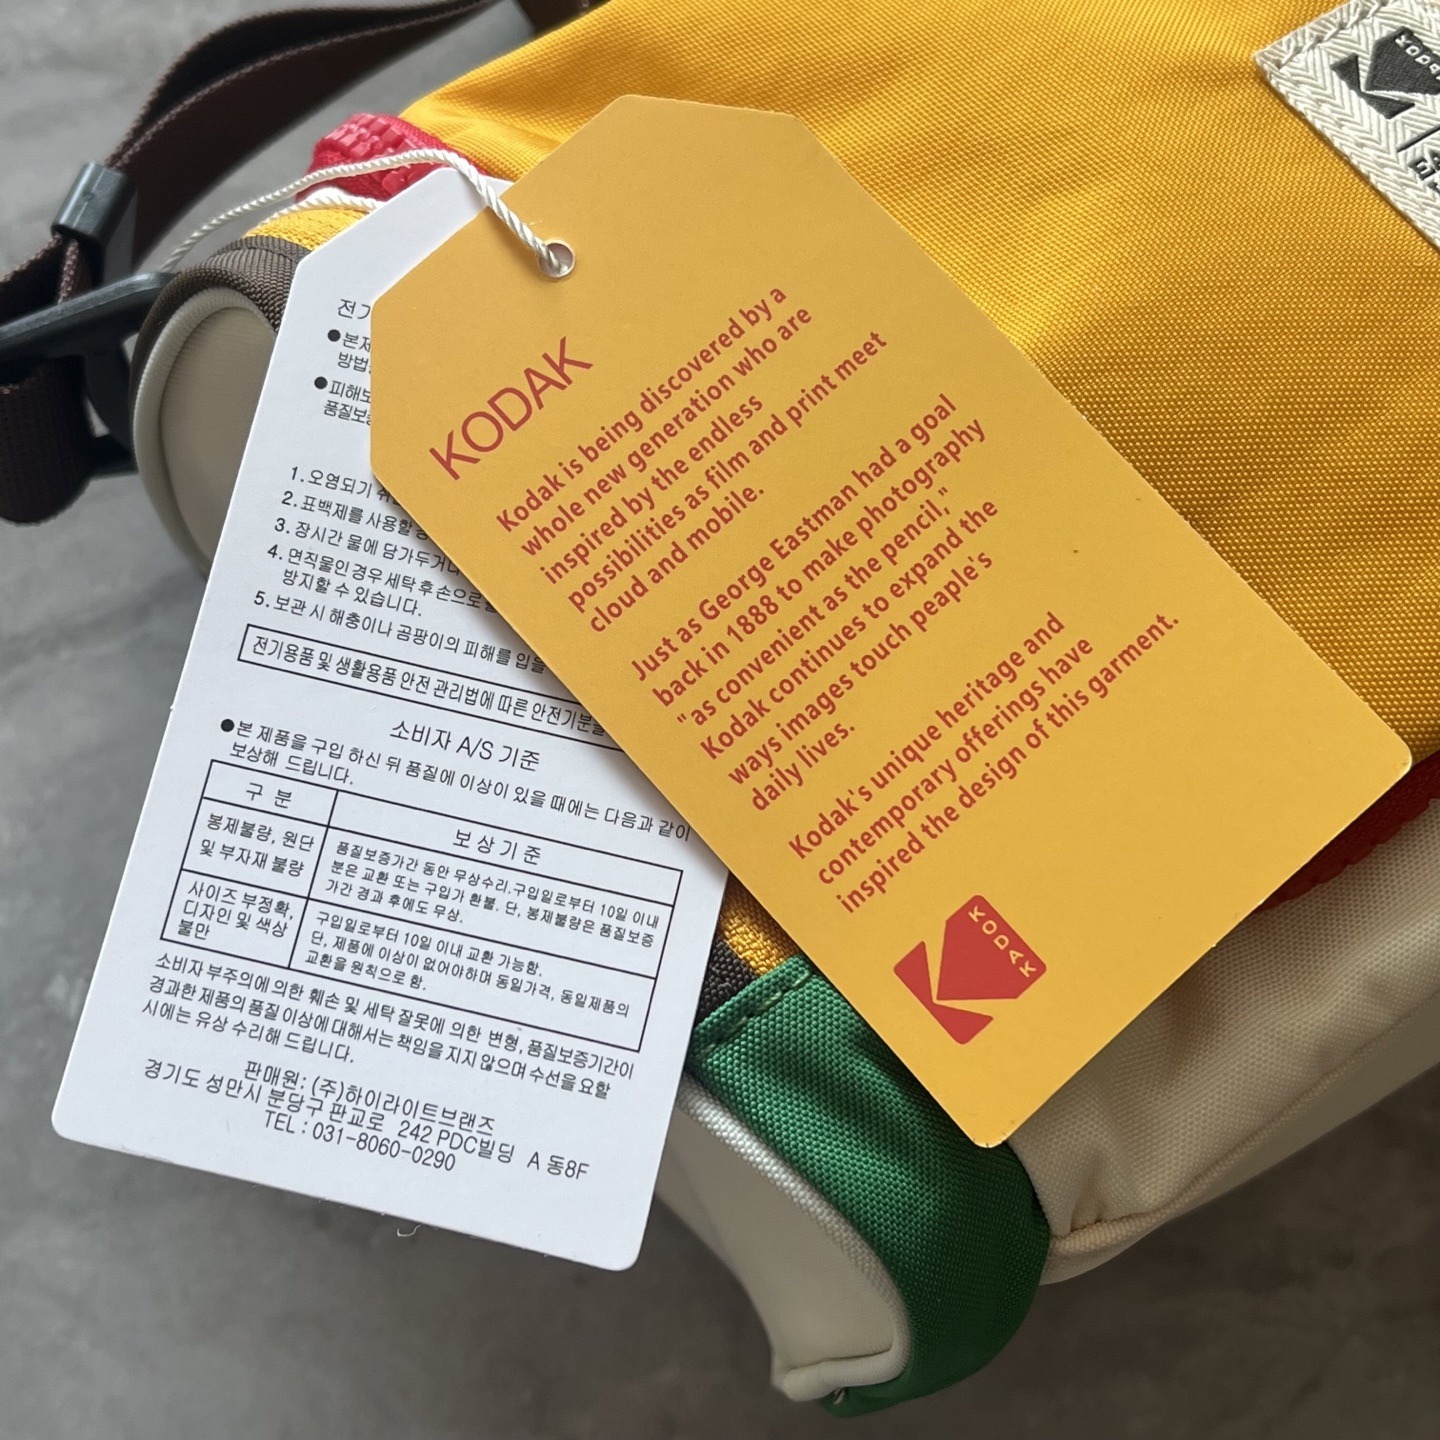 KODAK
Kodak is being discovered by a
whole new generation who are
inspired by the endless
possibilities as film and print meet
cloud and mobile.
Just as George Eastman had a goal
back in 1888 to make photography
"as convenient as the pencil,"
Kodak continues to expand the
ways images touch peaple's
daily lives.
Kodak's unique heritage and
contemporary offerings have
inspired the design of this garment.
KODAK
전기
●본제
방법
●피해보
품질보증
1. 오염되기 쉬
2. 표백제를 사용할
3. 장시간 물에 담가두거나
4. 면직물인 경우 세탁 후 손으로
방지할 수 있습니다.
5. 보관 시 해충이나 곰팡이의 피해를 입을
전기용품 및 생활용품 안전 관리법에 따른 안전기준을
소비자 A/S 기준
●본 제품을 구입 하신 뒤 품질에 이상이 있을 때에는 다음과 같이
보상해 드립니다.
구 분
보 상 기 준
봉제불량, 원단
및 부자재 불량
품질보증기간 동안 무상수리.구입일로부터 10일 이내
분은 교환 또는 구입가 환불. 단, 봉제불량은 품질보증
기간 경과 후에도 무상.
사이즈 부정확,
디자인 및 색상
불만
구입일로부터 10일 이내 교환 가능함.
단, 제품에 이상이 없어야하며 동일가격, 동일제품의
교환을 원칙으로 함.
소비자 부주의에 의한 훼손 및 세탁 잘못에 의한 변형, 품질보증기간이
경과한 제품의 품질 이상에 대해서는 책임을 지지 않으며 수선을 요할
시에는 유상 수리해 드립니다.
판매원: (주)하이라이트브랜즈
경기도 성만시 분당구 판교로 242 PDC빌딩 A 동8F
TEL : 031-8060-0290
KODAK